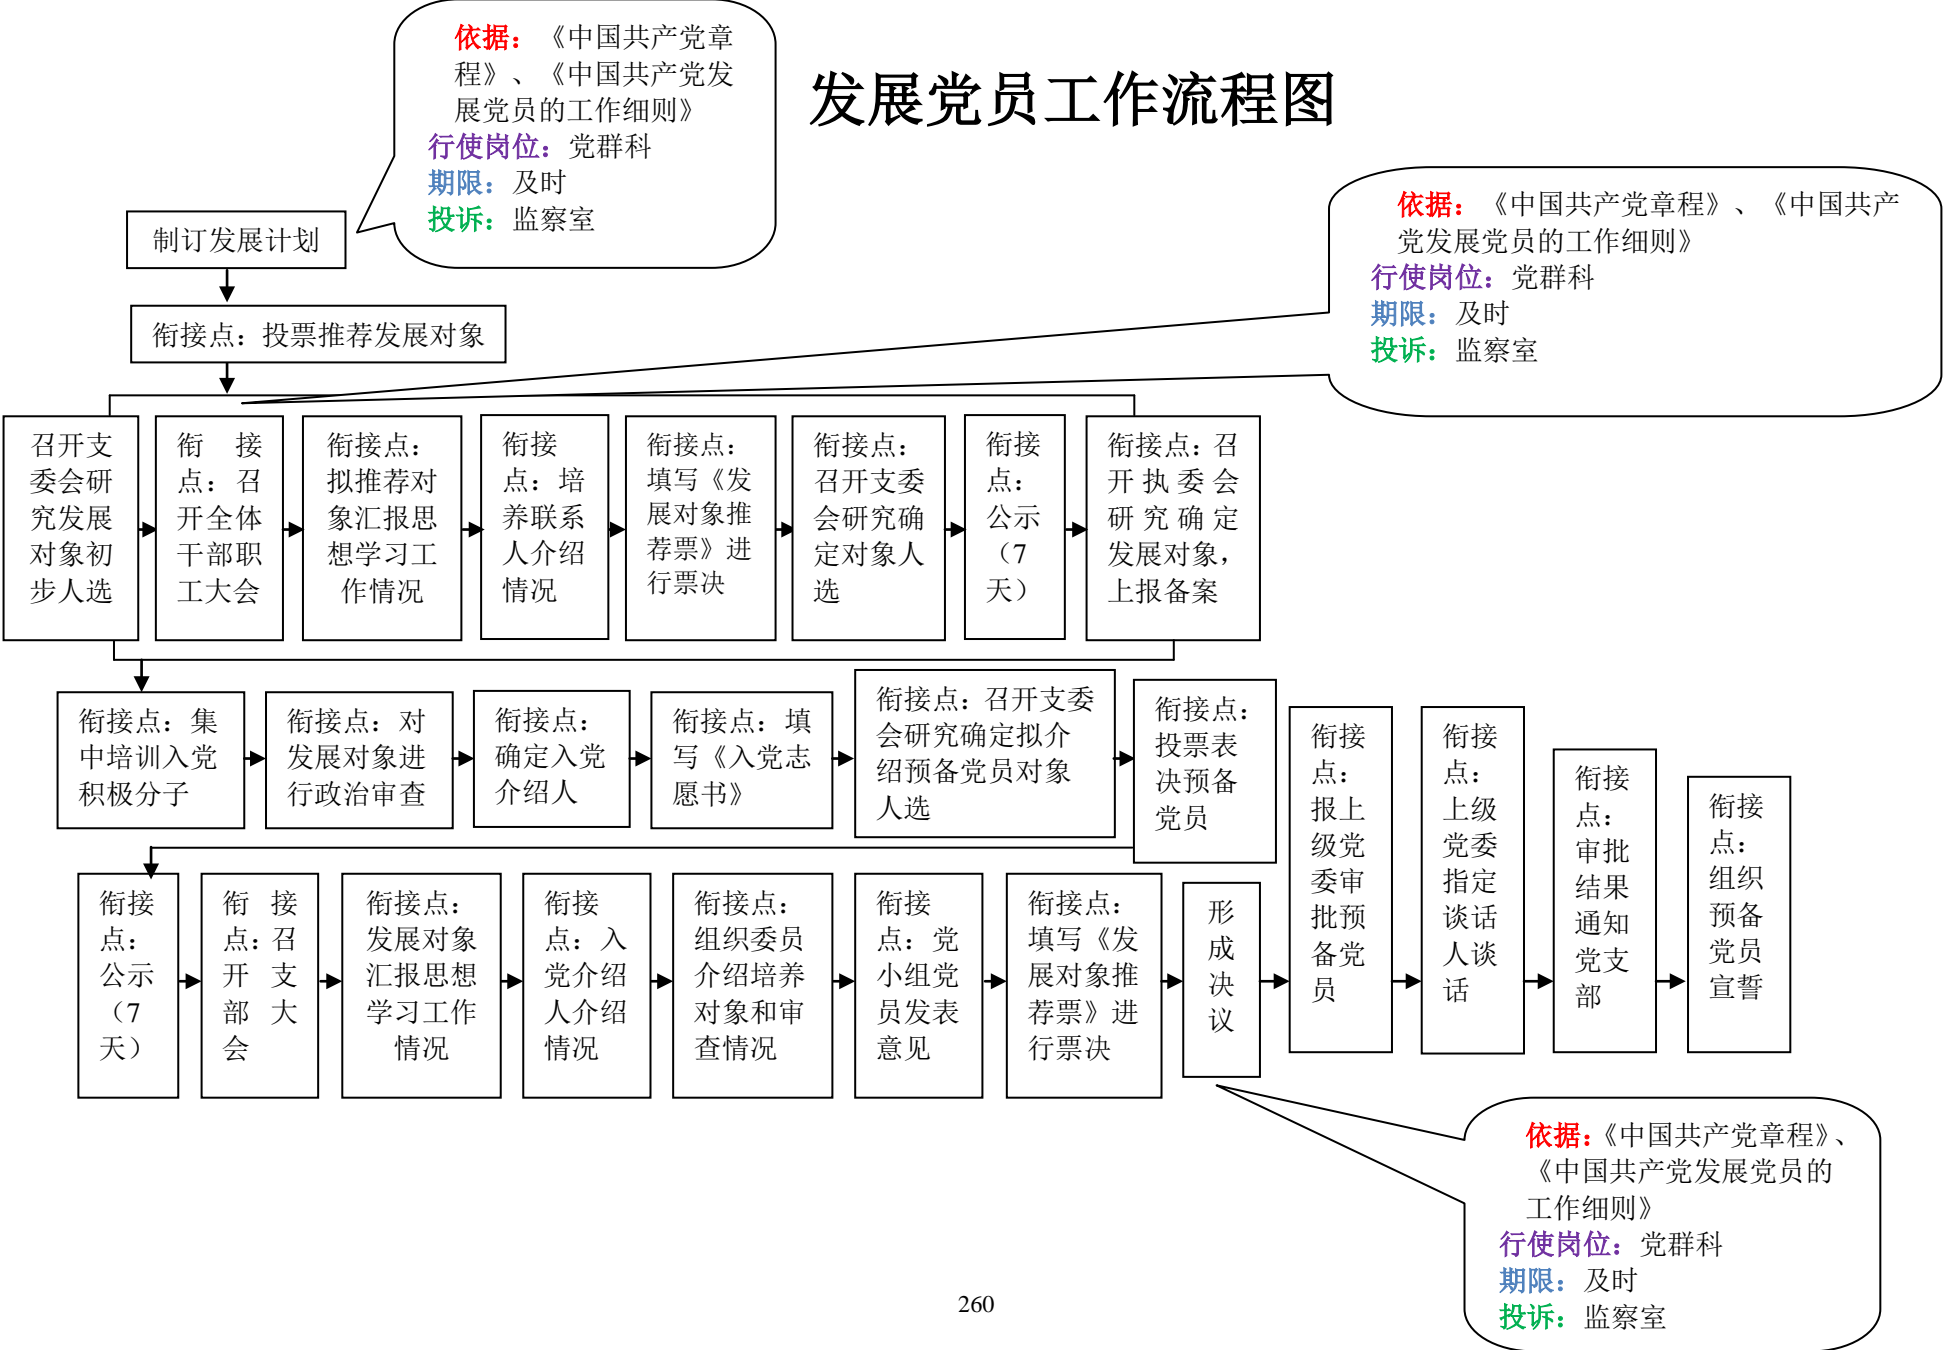 依据：《中国共产党章
程》、《中国共产党发
展党员的工作细则》
行使岗位：党群科
期限：及时
投诉：监察室
发展党员工作流程图
依据：《中国共产党章程》、《中国共产
党发展党员的工作细则》
行使岗位：党群科
期限：及时
投诉：监察室
制订发展计划
衔接点：投票推荐发展对象
召开支
委会研
究发展
对象初
步人选
衔接
点：召
开全体
干部职
工大会
衔接点：
拟推荐对
象汇报思
想学习工
作情况
衔接
点：培
养联系
人介绍
情况
衔接点：
填写《发
展对象推
荐票》进
行票决
衔接点：
召开支委
会研究确
定对象人
选
衔接
点：
公示
（7
天）
衔接点：召
开执委会
研究确定
发展对象，
上报备案
衔接点：集
中培训入党
积极分子
衔接点：对
发展对象进
行政治审查
衔接点：
确定入党
介绍人
衔接点：填
写《入党志
愿书》
衔接点：召开支委
会研究确定拟介
绍预备党员对象
人选
衔接点：
投票表
决预备
党员
衔接
点：
公示
（7
天）
衔接
点：召
开支
部大
会
衔接点：
发展对象
汇报思想
学习工作
情况
衔接
点：入
党介绍
人介绍
情况
衔接点：
组织委员
介绍培养
对象和审
查情况
衔接
点：党
小组党
员发表
意见
衔接点：
填写《发
展对象推
荐票》进
行票决
形
成
决
议
衔接
点：
报上
级党
委审
批预
备党
员
衔接
点：
上级
党委
指定
谈话
人谈
话
衔接
点：
审批
结果
通知
党支
部
衔接
点：
组织
预备
党员
宣誓
依据：《中国共产党章程》、
《中国共产党发展党员的
工作细则》
行使岗位：党群科
期限：及时
投诉：监察室
260